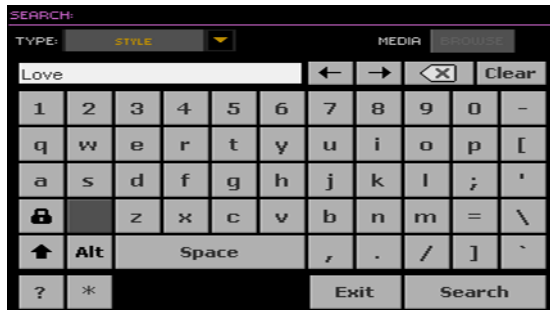 SEARCH:
TYPE: STYLE MEDIA BROWSE
Love ← → Clear
1 2 3 4 5 6 7 8 9 0 -
q w e r t y u i o p [
a s d f g h j k l ; '
z x c v b n m = \
Alt Space , . / ] `
? * Exit Search